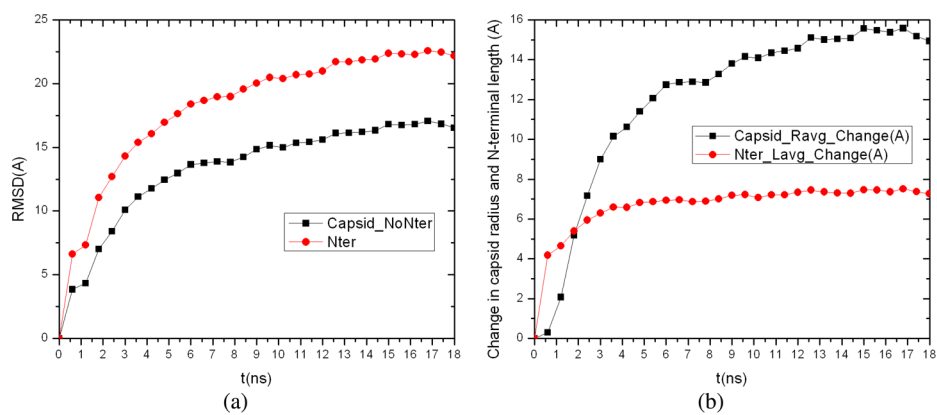 25
20
15
10
5
0
RMSD(A)
Capsid_NoNter
Nter
0 1 2 3 4 5 6 7 8 9 10 11 12 13 14 15 16 17 18
t(ns)
(a)
16
14
12
10
8
6
4
2
0
Change in capsid radius and N-terminal length (A)
Capsid_Ravg_Change(A)
Nter_Lavg_Change(A)
0 1 2 3 4 5 6 7 8 9 10 11 12 13 14 15 16 17 18
t(ns)
(b)